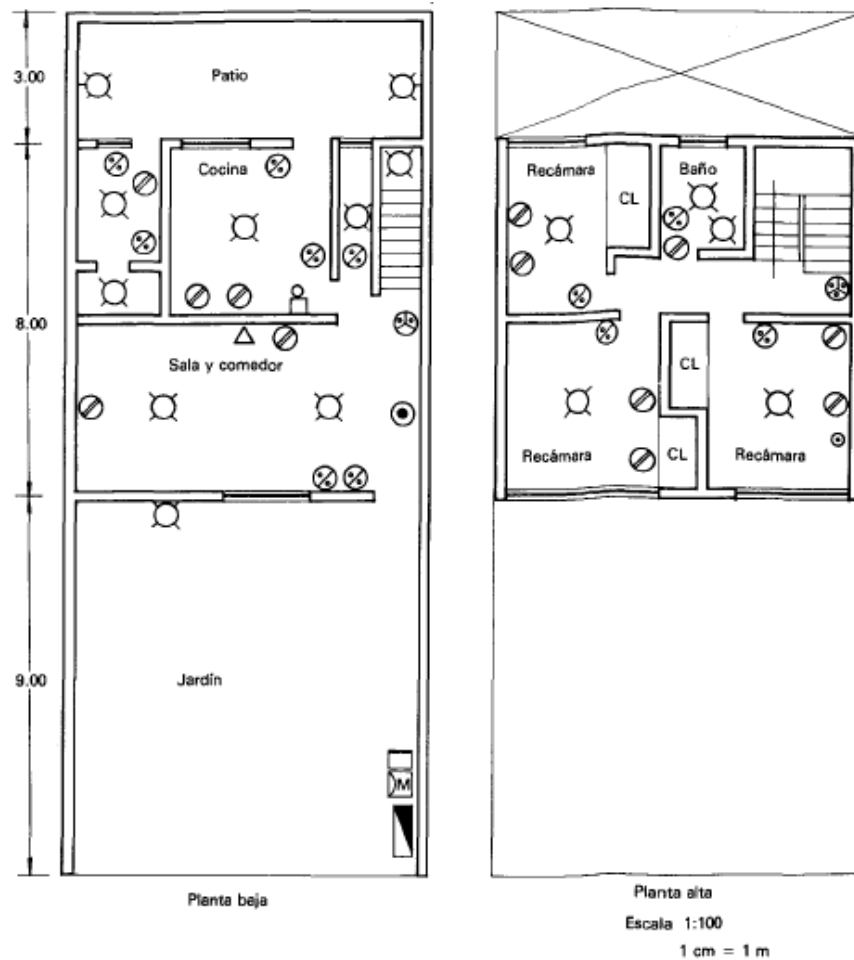 3.00
Patio
Cocina
8.00
Sala y comedor
9.00
Jardín
M
Planta baja
Recámara
CL
Baño
CL
CL
Recámara
Recámara
Planta alta
Escala 1:100
1 cm = 1 m